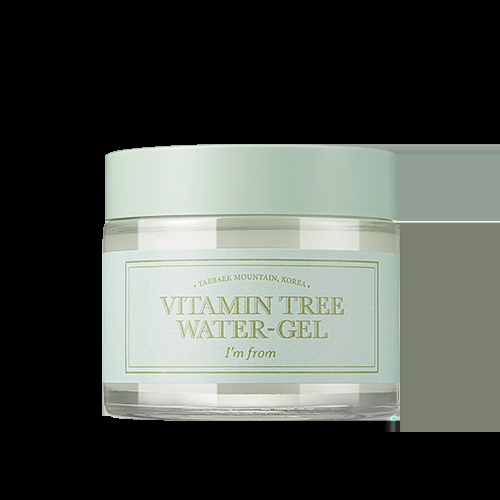 • TAEBAEK MOUNTAIN, KOREA •
VITAMIN TREE
WATER-GEL
I'm from